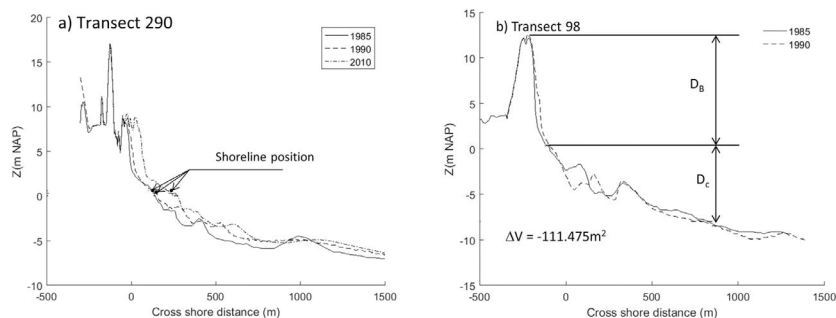 a) Transect 290
1985
1990
2010
Shoreline position
Z(m NAP)
20
15
10
5
0
-5
-10
-500
0
500
1000
1500
Cross shore distance (m)
b) Transect 98
1985
1990
D_B
D_c
ΔV = -111.475m²
Z(m NAP)
15
10
5
0
-5
-10
-15
-500
0
500
1000
1500
Cross shore distance (m)